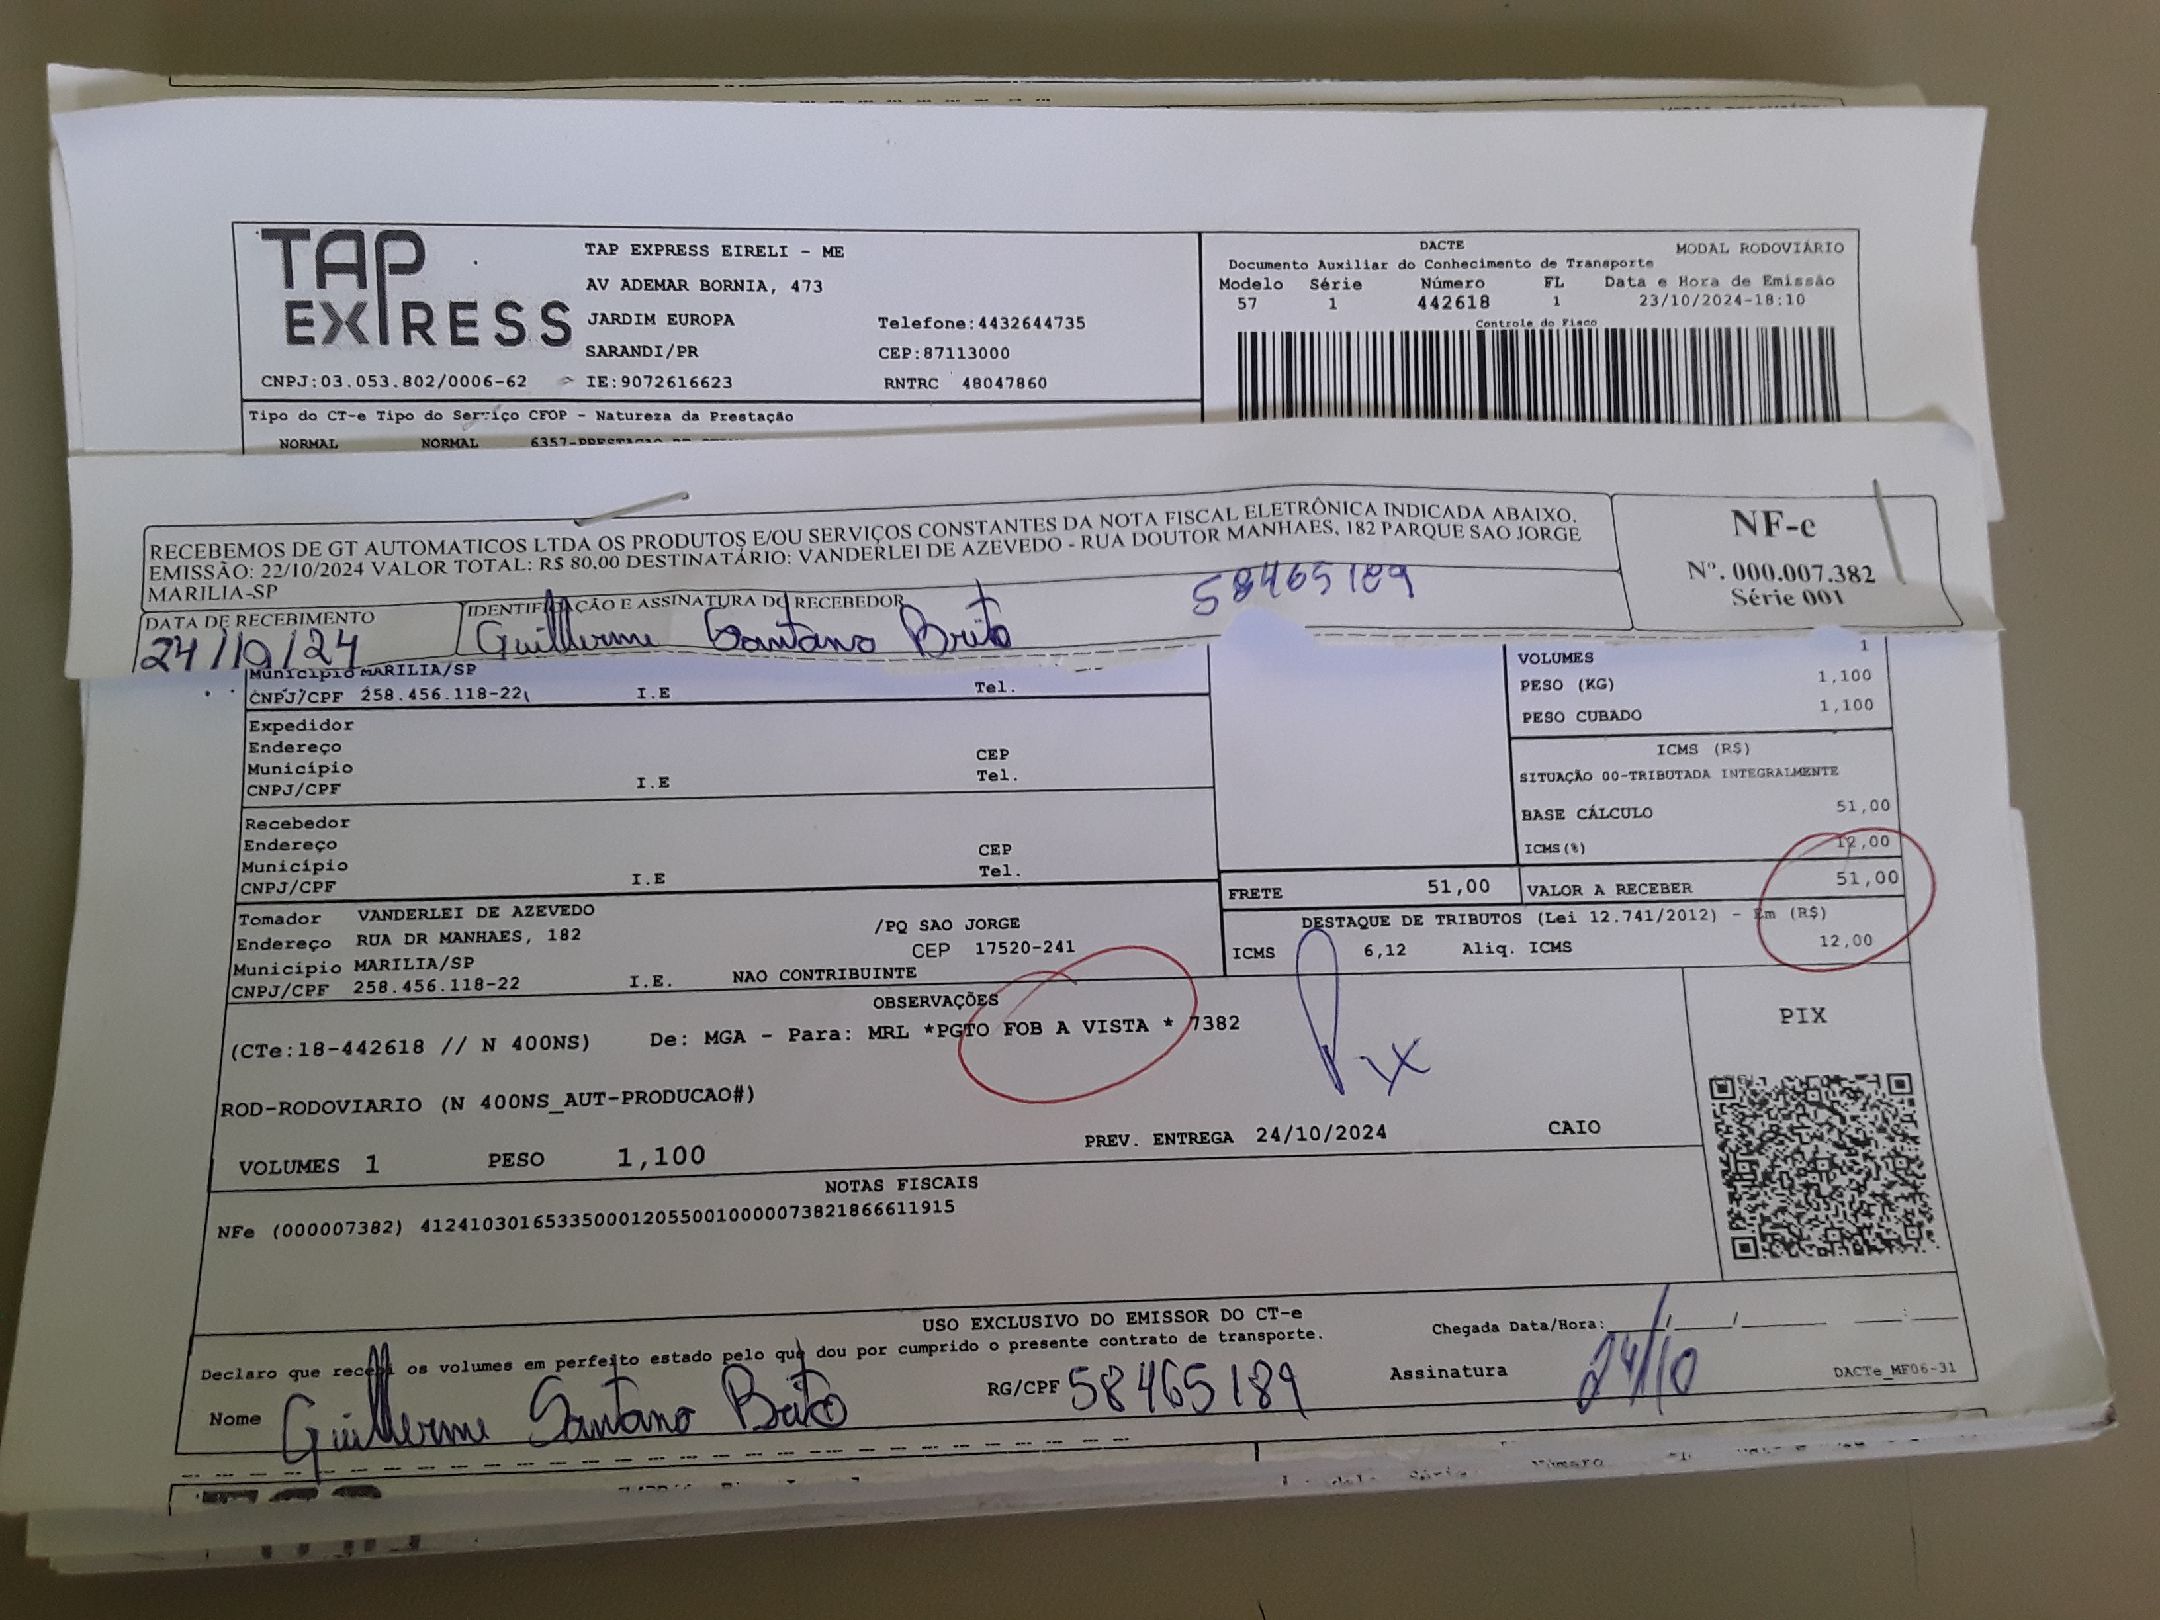 TAP EXPRESS
TAP EXPRESS EIRELI - ME
AV ADEMAR BORNIA, 473
JARDIM EUROPA Telefone:4432644735
SARANDI/PR CEP:87113000
CNPJ:03.053.802/0006-62 IE:9072616623 RNTRC 48047860
DACTE MODAL RODOVIÁRIO
Documento Auxiliar do Conhecimento de Transporte
Modelo Série Número FL Data e Hora de Emissão
57 1 442618 1 23/10/2024-18:10
Controle do Fisco
Tipo do CT-e Tipo do Serviço CFOP - Natureza da Prestação
NORMAL NORMAL 6357-PRESTACAO DE
RECEBEMOS DE GT AUTOMATICOS LTDA OS PRODUTOS E/OU SERVIÇOS CONSTANTES DA NOTA FISCAL ELETRÔNICA INDICADA ABAIXO.
EMISSÃO: 22/10/2024 VALOR TOTAL: R$ 80,00 DESTINATÁRIO: VANDERLEI DE AZEVEDO - RUA DOUTOR MANHAES, 182 PARQUE SAO JORGE
MARILIA-SP
NF-e
Nº. 000.007.382
Série 001
DATA DE RECEBIMENTO IDENTIFICAÇÃO E ASSINATURA DO RECEBEDOR
24/10/24 Guilherme Santano Brito 58465189
Município MARILIA/SP
CNPJ/CPF 258.456.118-22 I.E Tel.
Expedidor
Endereço
Município CEP
CNPJ/CPF I.E Tel.
Recebedor
Endereço
Município CEP
CNPJ/CPF I.E Tel.
VOLUMES 1
PESO (KG) 1,100
PESO CUBADO 1,100
ICMS (R$)
SITUAÇÃO 00-TRIBUTADA INTEGRALMENTE
BASE CÁLCULO 51,00
ICMS(%) 12,00
FRETE 51,00 VALOR A RECEBER 51,00
DESTAQUE DE TRIBUTOS (Lei 12.741/2012) - Em (R$)
ICMS 6,12 Aliq. ICMS 12,00
Tomador VANDERLEI DE AZEVEDO
Endereço RUA DR MANHAES, 182 /PQ SAO JORGE
Município MARILIA/SP CEP 17520-241
CNPJ/CPF 258.456.118-22 I.E. NAO CONTRIBUINTE
OBSERVAÇÕES
(CTe:18-442618 // N 400NS) De: MGA - Para: MRL *PGTO FOB A VISTA * 7382
Pix
PIX
ROD-RODOVIARIO (N 400NS_AUT-PRODUCAO#)
VOLUMES 1 PESO 1,100 PREV. ENTREGA 24/10/2024 CAIO
NOTAS FISCAIS
NFe (000007382) 41241030165335000120550010000073821866611915
USO EXCLUSIVO DO EMISSOR DO CT-e
Declaro que recebi os volumes em perfeito estado pelo que dou por cumprido o presente contrato de transporte.
Chegada Data/Hora:____/____/________ ____:____
Nome Guilherme Santano Brito RG/CPF 58465189 Assinatura 24/10
DACTe_MF06-31